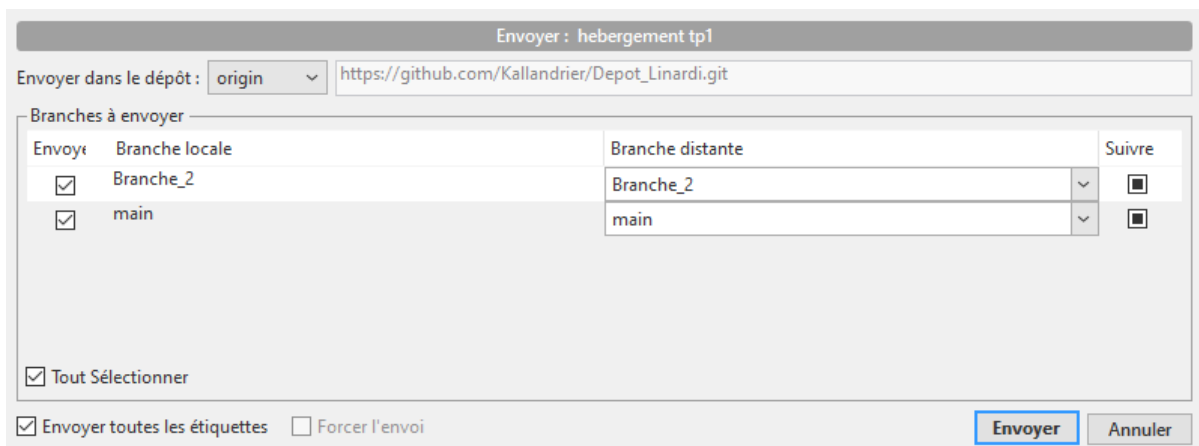 Envoyer : hebergement tp1
Envoyer dans le dépôt : origin https://github.com/Kallandrier/Depot_Linardi.git
Branches à envoyer
Envoye Branche locale Branche distante Suivre
Branche_2 Branche_2
main main
Tout Sélectionner
Envoyer toutes les étiquettes Forcer l'envoi Envoyer Annuler